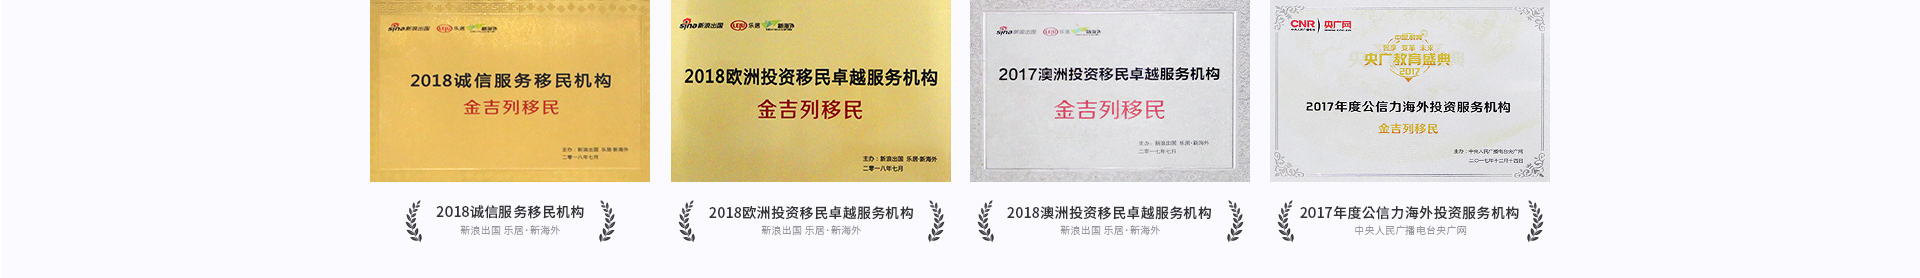 sina新浪出国 乐居 新海外
2018诚信服务移民机构
金吉列移民
主办：新浪出国 乐居·新海外
二零一八年七月
sina新浪出国 乐居 新海外
2018欧洲投资移民卓越服务机构
金吉列移民
主办：新浪出国 乐居·新海外
二零一八年七月
sina新浪出国 乐居 新海外
2017澳洲投资移民卓越服务机构
金吉列移民
主办：新浪出国 乐居·新海外
二零一七年七月
CNR 央广网
中央人民广播电台 www.cnr.cn
央广教育盛典
2017
2017年度公信力海外投资服务机构
金吉列移民
主办：中央人民广播电台央广网
二〇一七年十二月十四日
2018诚信服务移民机构
新浪出国 乐居·新海外
2018欧洲投资移民卓越服务机构
新浪出国 乐居·新海外
2018澳洲投资移民卓越服务机构
新浪出国 乐居·新海外
2017年度公信力海外投资服务机构
中央人民广播电台央广网